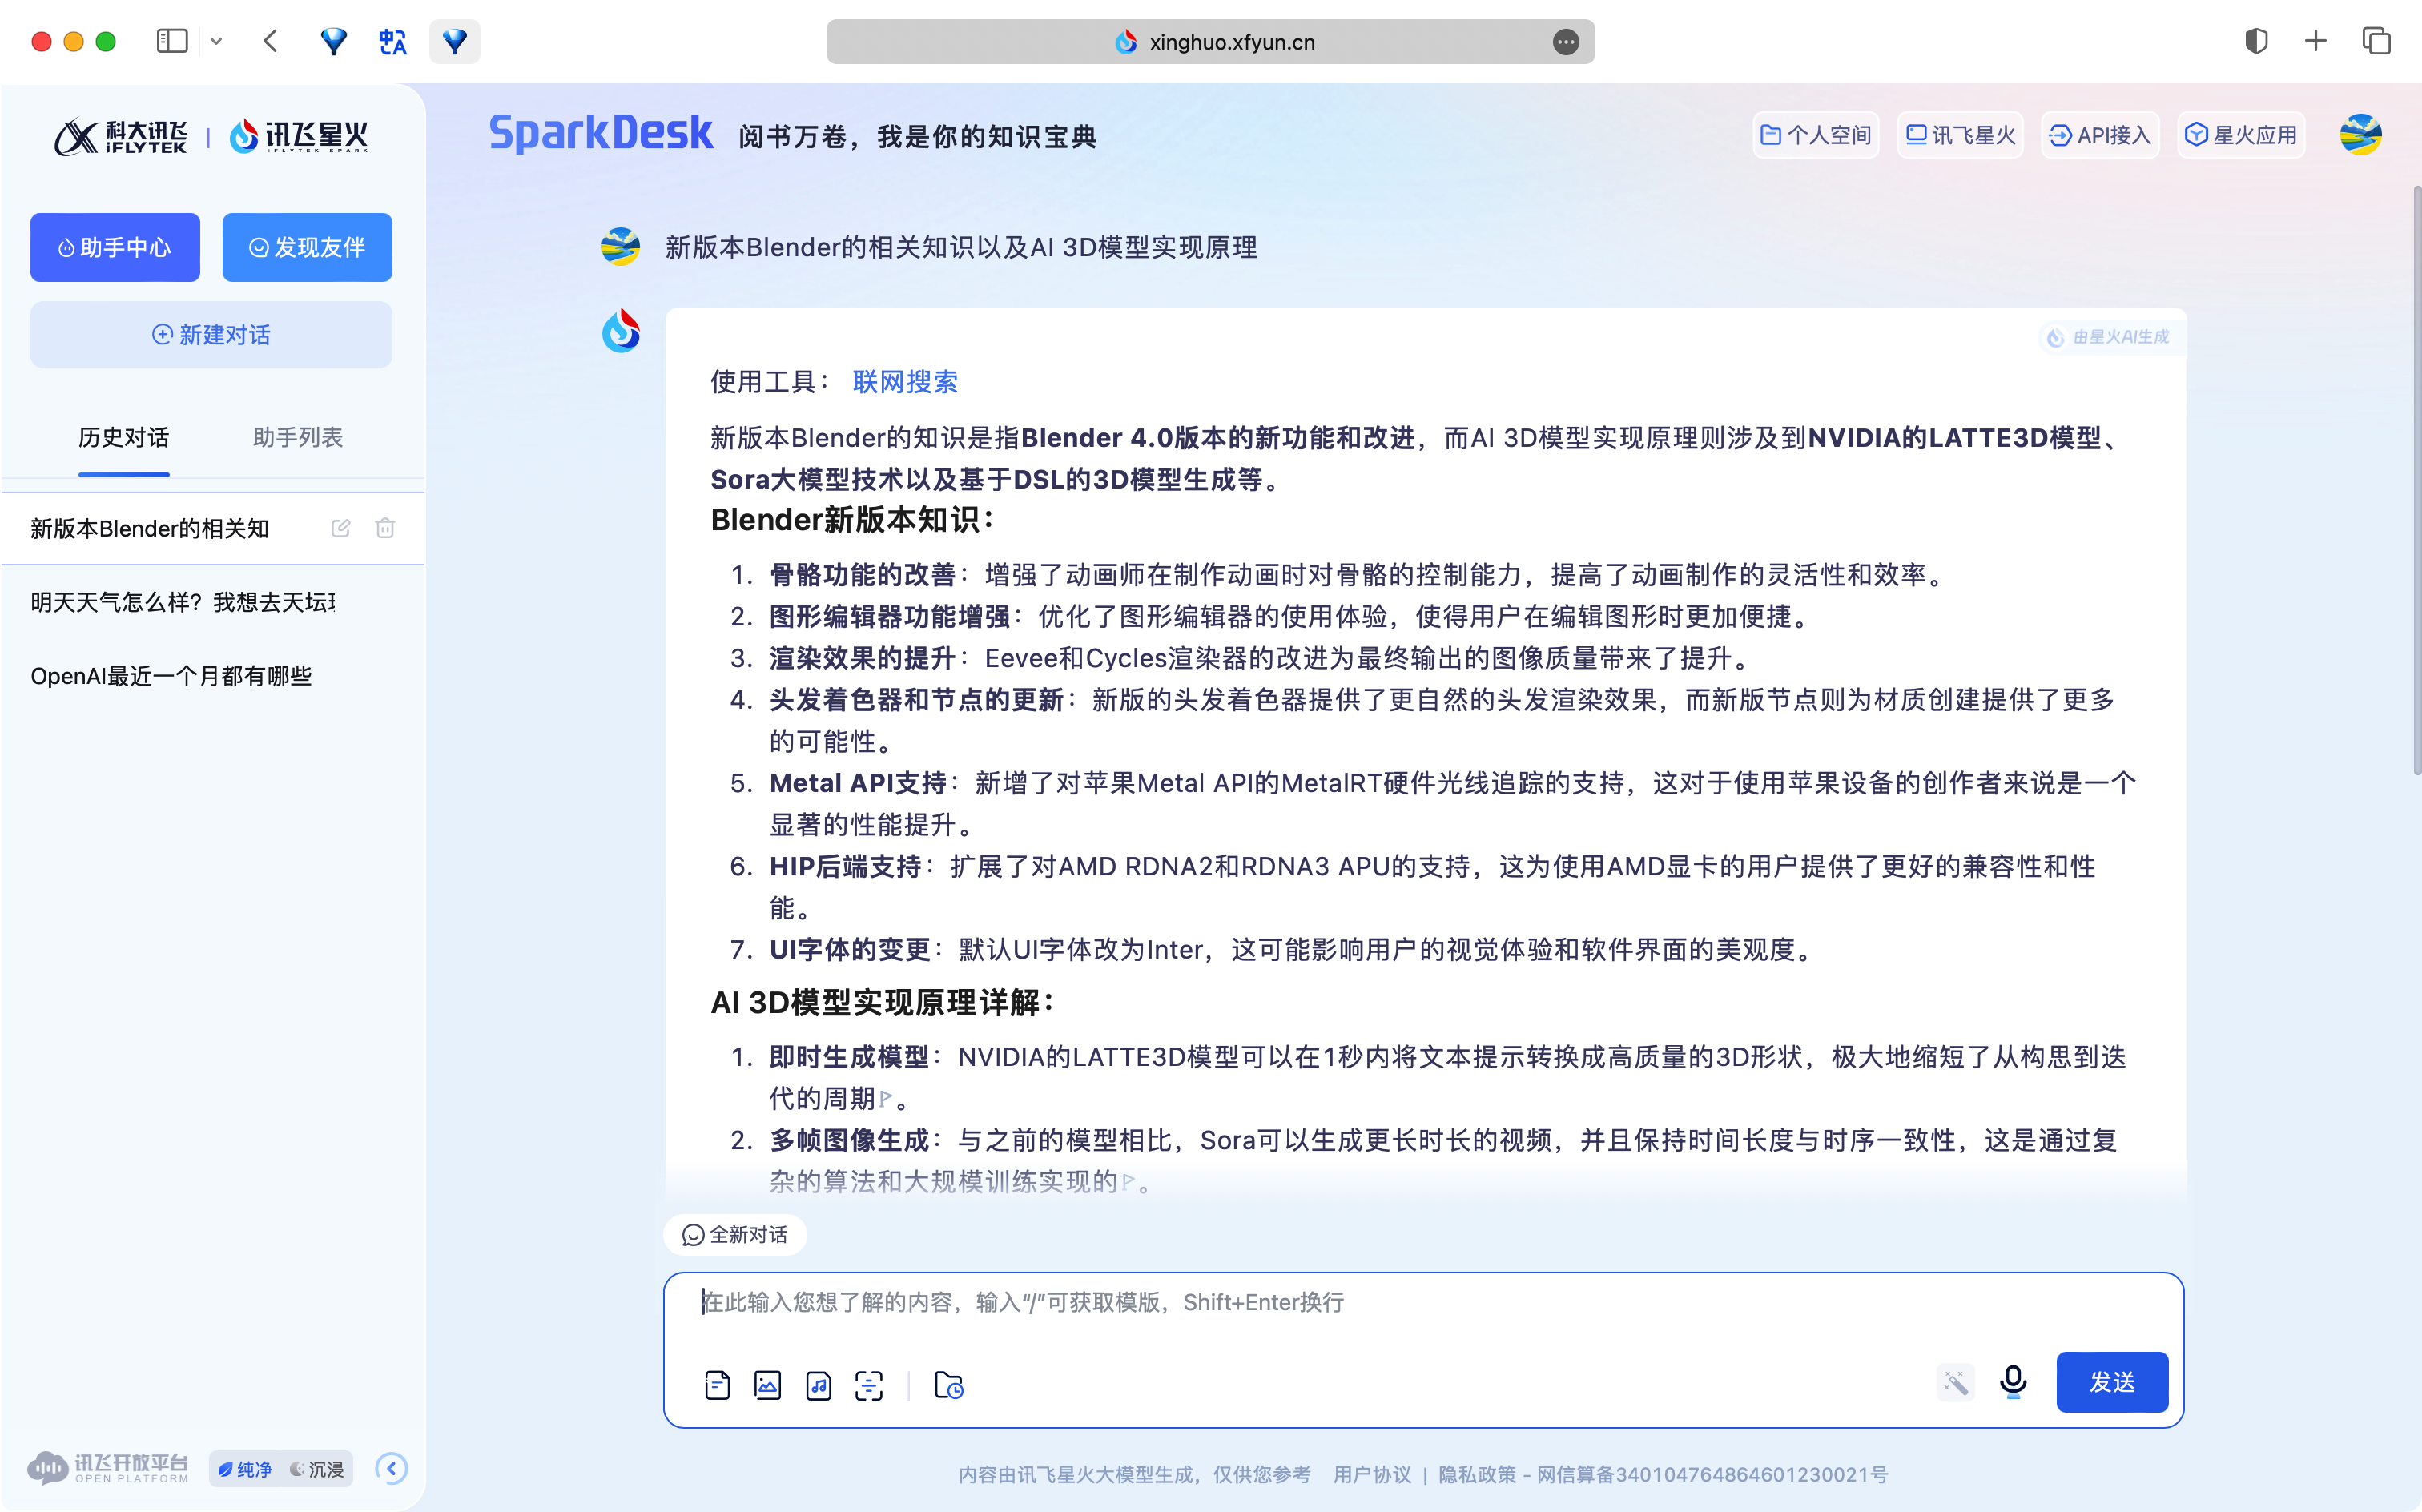 xinghuo.xfyun.cn
科大讯飞 iFLYTEK | 讯飞星火 IFLYTEK SPARK
助手中心
发现友伴
新建对话
历史对话
助手列表
新版本Blender的相关知
明天天气怎么样？我想去天坛
OpenAI最近一个月都有哪些
讯飞开放平台
OPEN PLATFORM
纯净
沉浸
SparkDesk 阅书万卷，我是你的知识宝典
个人空间
讯飞星火
API接入
星火应用
新版本Blender的相关知识以及AI 3D模型实现原理
由星火AI生成
使用工具： 联网搜索
新版本Blender的知识是指Blender 4.0版本的新功能和改进，而AI 3D模型实现原理则涉及到NVIDIA的LATTE3D模型、
Sora大模型技术以及基于DSL的3D模型生成等。
Blender新版本知识：
1. 骨骼功能的改善：增强了动画师在制作动画时对骨骼的控制能力，提高了动画制作的灵活性和效率。
2. 图形编辑器功能增强：优化了图形编辑器的使用体验，使得用户在编辑图形时更加便捷。
3. 渲染效果的提升：Eevee和Cycles渲染器的改进为最终输出的图像质量带来了提升。
4. 头发着色器和节点的更新：新版的头发着色器提供了更自然的头发渲染效果，而新版节点则为材质创建提供了更多
的可能性。
5. Metal API支持：新增了对苹果Metal API的MetalRT硬件光线追踪的支持，这对于使用苹果设备的创作者来说是一个
显著的性能提升。
6. HIP后端支持：扩展了对AMD RDNA2和RDNA3 APU的支持，这为使用AMD显卡的用户提供了更好的兼容性和性
能。
7. UI字体的变更：默认UI字体改为Inter，这可能影响用户的视觉体验和软件界面的美观度。
AI 3D模型实现原理详解：
1. 即时生成模型：NVIDIA的LATTE3D模型可以在1秒内将文本提示转换成高质量的3D形状，极大地缩短了从构思到迭
代的周期。
2. 多帧图像生成：与之前的模型相比，Sora可以生成更长时长的视频，并且保持时间长度与时序一致性，这是通过复
杂的算法和大规模训练实现的。
全新对话
在此输入您想了解的内容，输入“/”可获取模版，Shift+Enter换行
发送
内容由讯飞星火大模型生成，仅供您参考 用户协议 | 隐私政策 - 网信算备340104764864601230021号